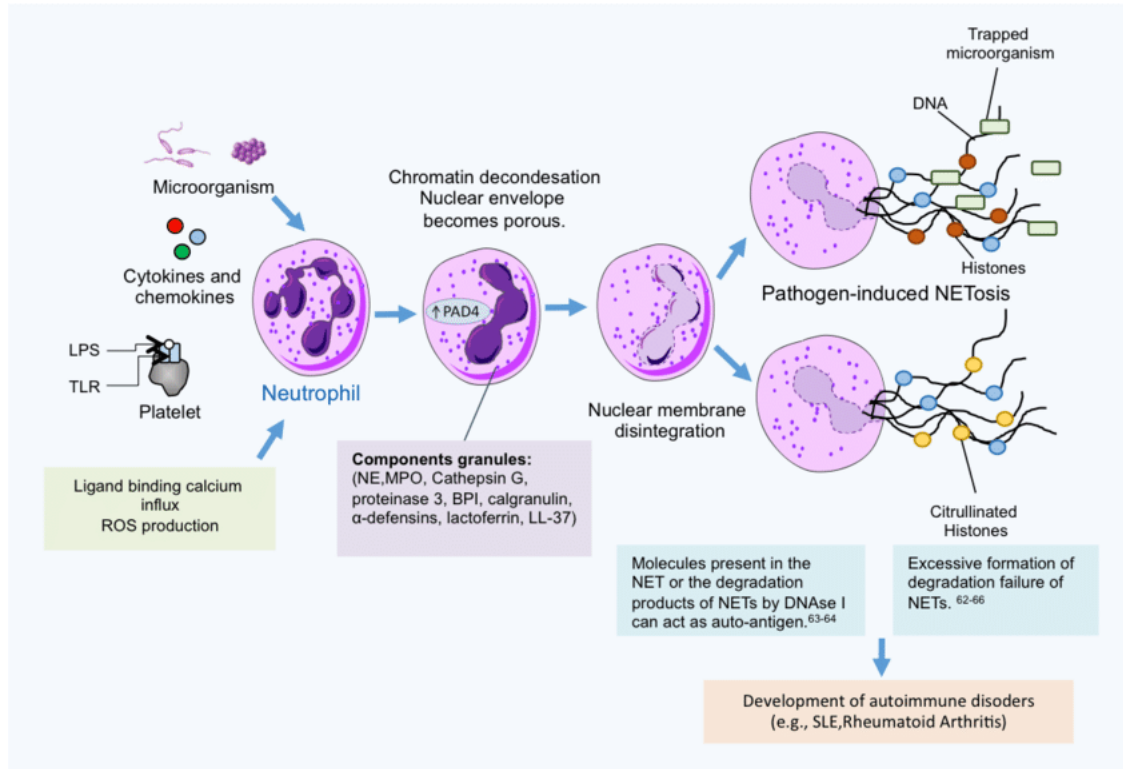 Trapped
microorganism
DNA
Microorganism
Chromatin decondesation
Nuclear envelope
becomes porous.
Cytokines and
chemokines
↑ PAD4
Histones
Pathogen-induced NETosis
LPS
TLR
Platelet
Neutrophil
Nuclear membrane
disintegration
Components granules:
(NE,MPO, Cathepsin G,
proteinase 3, BPI, calgranulin,
α-defensins, lactoferrin, LL-37)
Ligand binding calcium
influx
ROS production
Citrullinated
Histones
Molecules present in the
NET or the degradation
products of NETs by DNAse I
can act as auto-antigen.63-64
Excessive formation of
degradation failure of
NETs. 62-66
Development of autoimmune disoders
(e.g., SLE,Rheumatoid Arthritis)